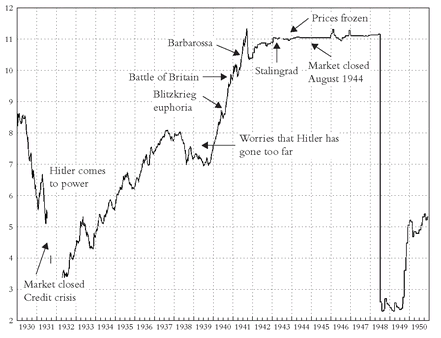 12
11
10
9
8
7
6
5
4
3
2
Prices frozen
Barbarossa
Stalingrad
Market closed
August 1944
Battle of Britain
Blitzkrieg
euphoria
Worries that Hitler has
gone too far
Hitler comes
to power
Market closed
Credit crisis
1930 1931 1932 1933 1934 1935 1936 1937 1938 1939 1940 1941 1942 1943 1944 1945 1946 1947 1948 1949 1950